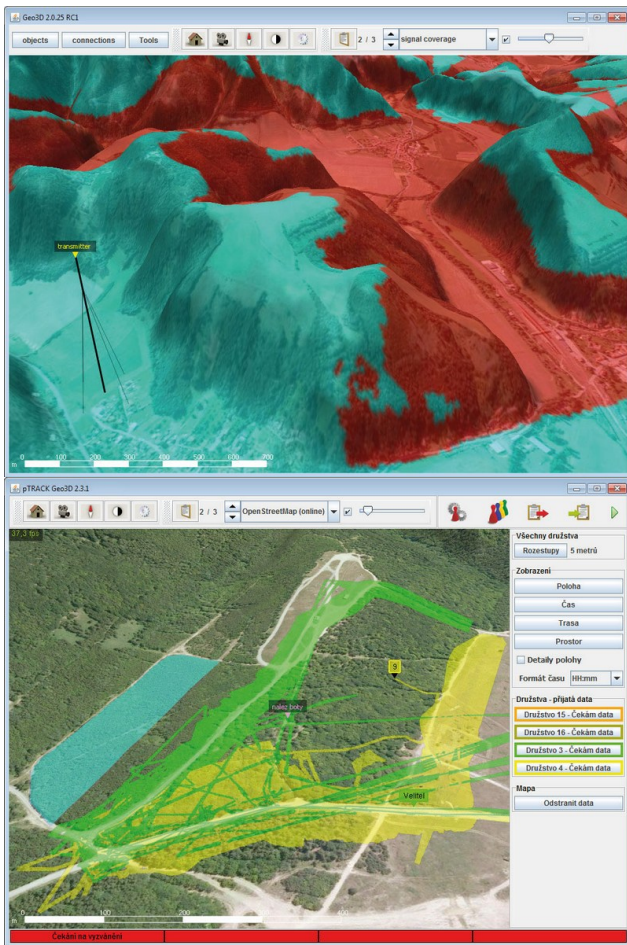 Geo3D 2.0.25 RC1
objects connections Tools 2 / 3 signal coverage
transmitter
0 100 200 300 400 500 600 700
m
pTRACK Geo3D 2.3.1
2 / 3 OpenStreetMap (online)
37,3 fps
Všechny družstva
Rozestupy 5 metrů
Zobrazení
Poloha
Čas
Trasa
Prostor
Detaily polohy
Formát času HH:mm
9
nalez boty
Družstva - přijatá data
Družstvo 15 - Čekám data
Družstvo 16 - Čekám data
Družstvo 3 - Čekám data
Družstvo 4 - Čekám data
Velitel
Mapa
Odstranit data
0 100 200 400
m
Čekání na vyzvánění